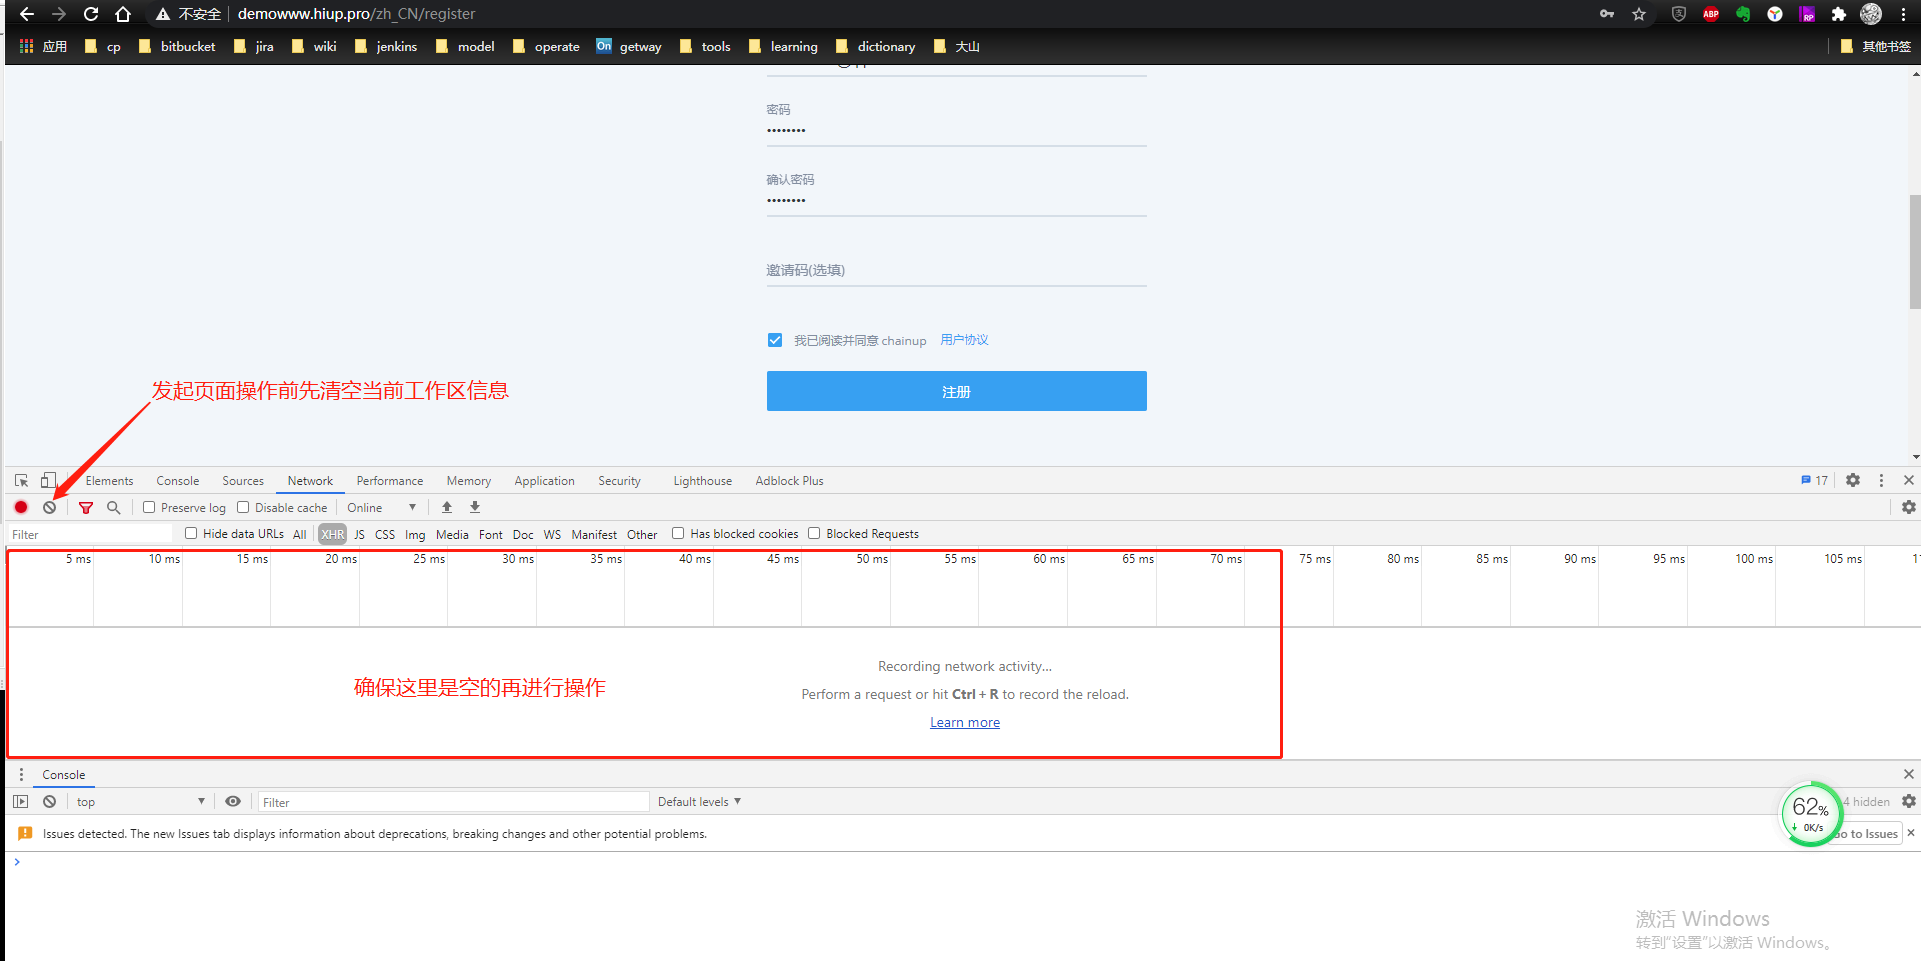 不安全 demowww.hiup.pro/zh_CN/register
ABP
RP
应用 cp bitbucket jira wiki jenkins model operate On getway tools learning dictionary 大山 其他书签
密码
••••••••
确认密码
••••••••
邀请码(选填)
我已阅读并同意 chainup 用户协议
注册
发起页面操作前先清空当前工作区信息
Elements Console Sources Network Performance Memory Application Security Lighthouse Adblock Plus 17
Preserve log Disable cache Online
Filter Hide data URLs All XHR JS CSS Img Media Font Doc WS Manifest Other Has blocked cookies Blocked Requests
5 ms 10 ms 15 ms 20 ms 25 ms 30 ms 35 ms 40 ms 45 ms 50 ms 55 ms 60 ms 65 ms 70 ms 75 ms 80 ms 85 ms 90 ms 95 ms 100 ms 105 ms
Recording network activity...
确保这里是空的再进行操作
Perform a request or hit Ctrl + R to record the reload.
Learn more
Console
top Filter Default levels 4 hidden
62%
0K/s
Issues detected. The new Issues tab displays information about deprecations, breaking changes and other potential problems. Go to Issues
激活 Windows
转到"设置"以激活 Windows。